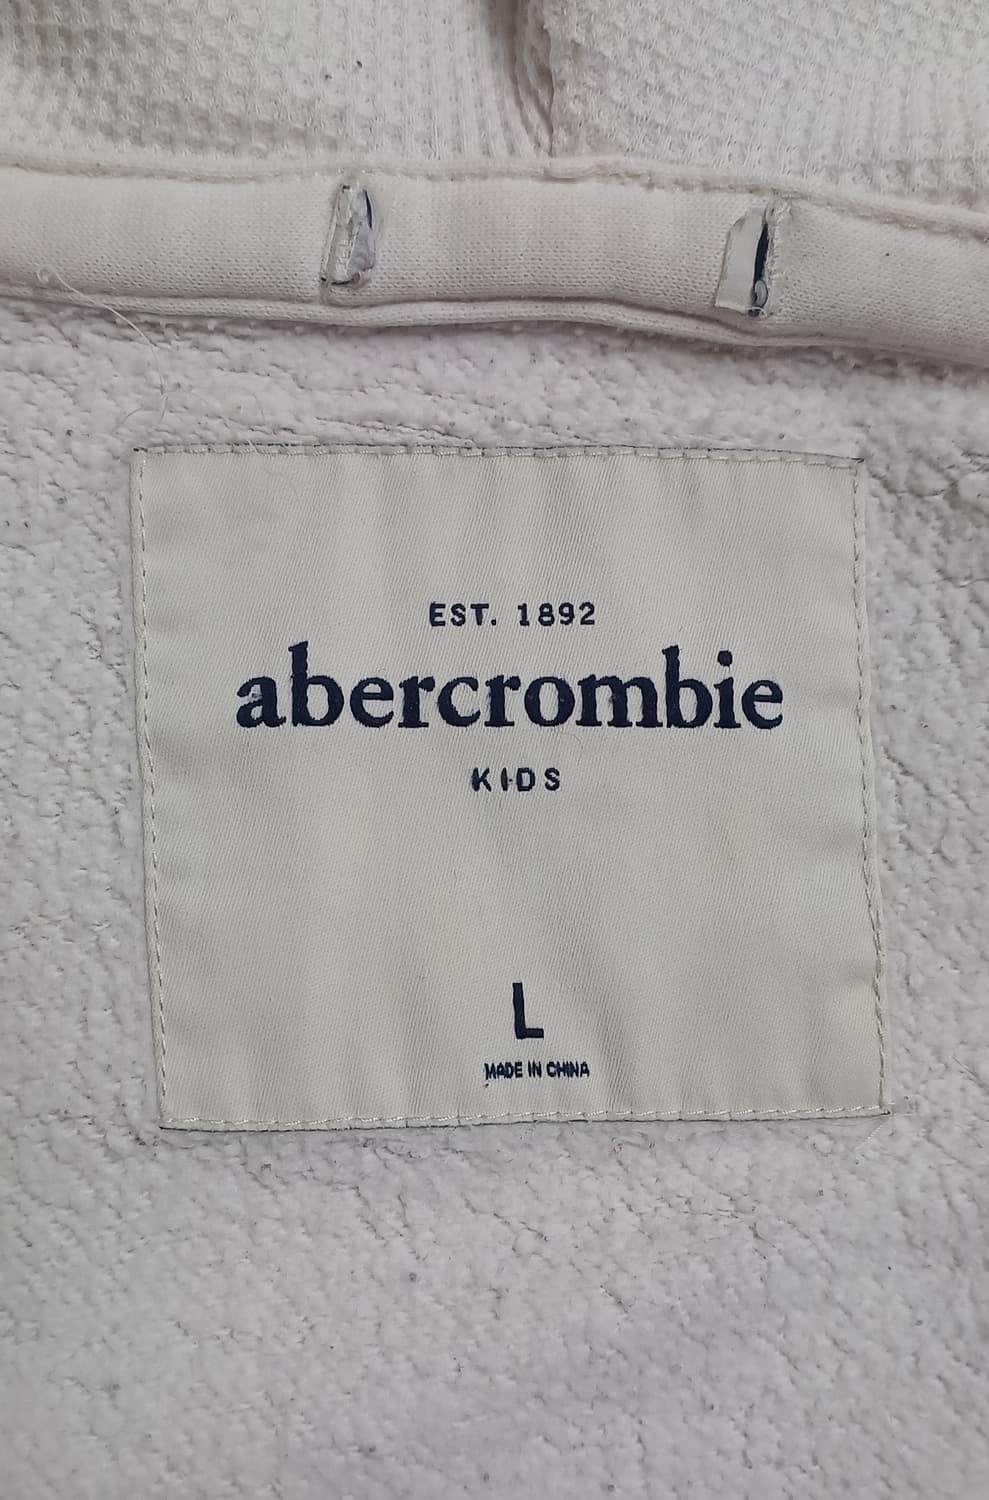 EST. 1892
abercrombie
KIDS
L
MADE IN CHINA